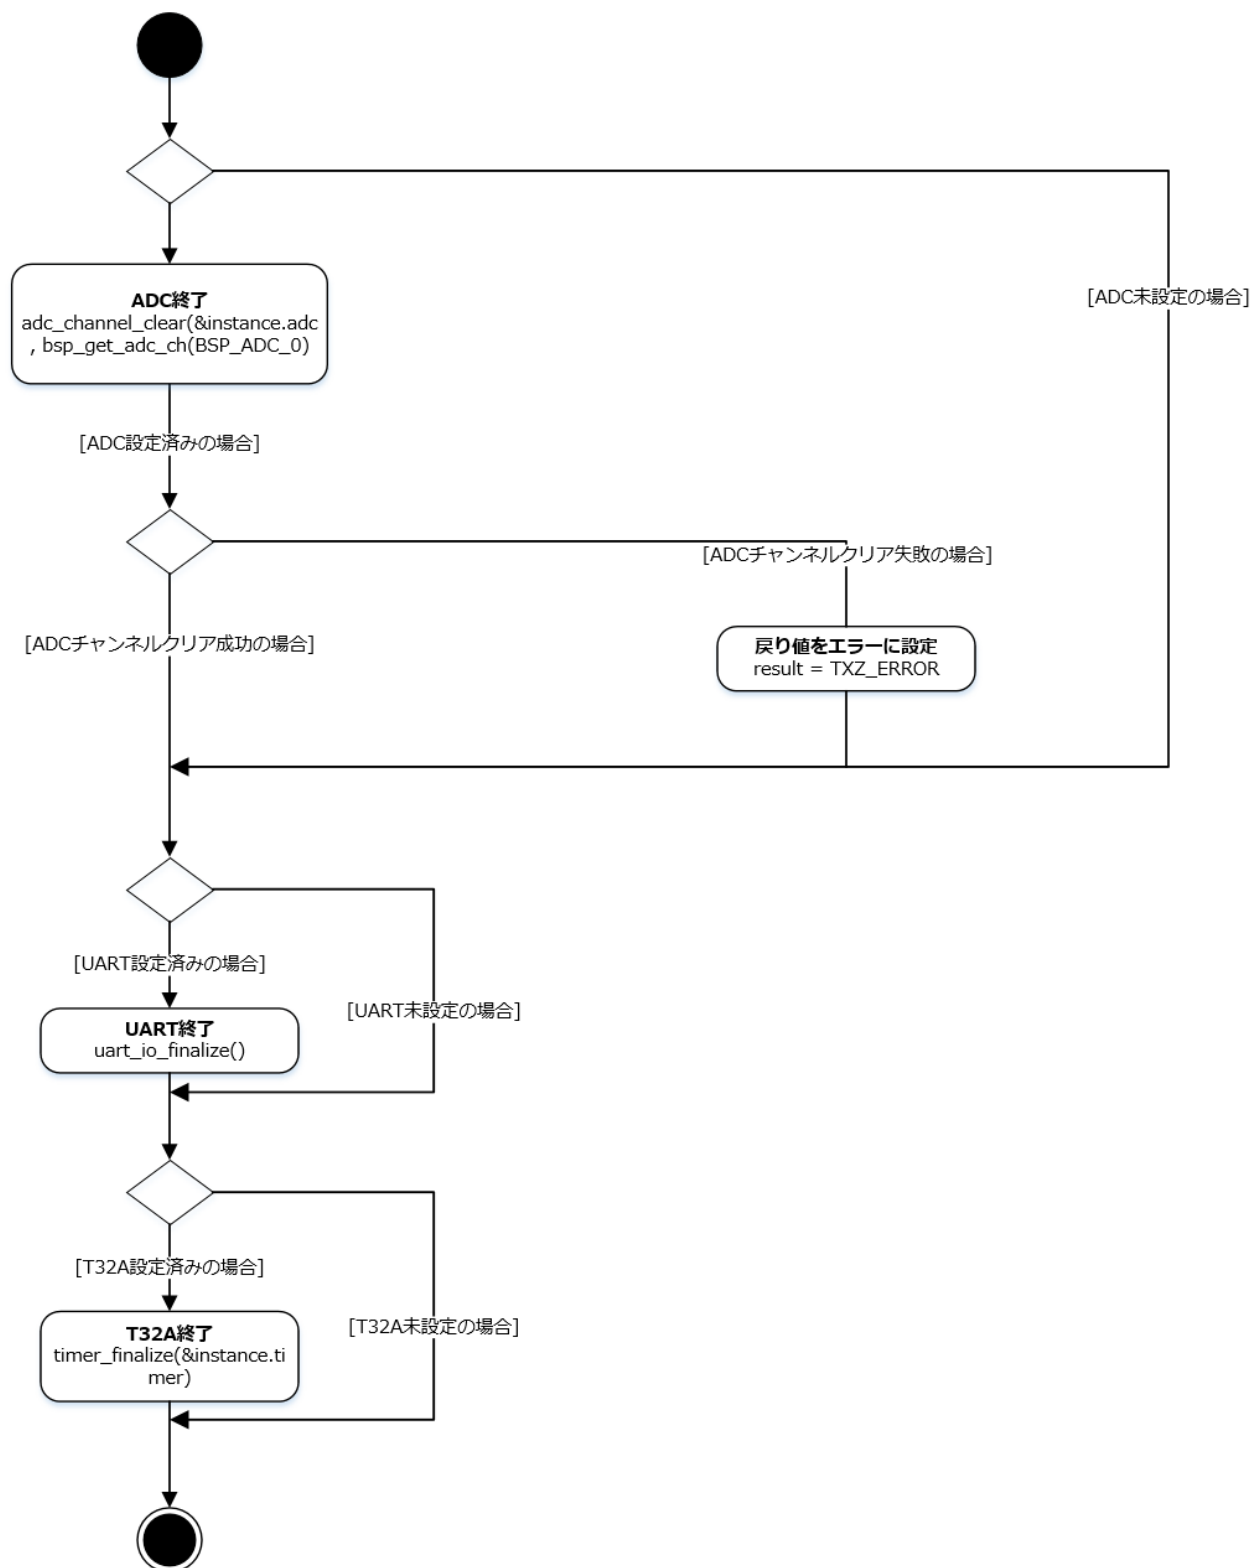 [ADC未設定の場合]
ADC終了
adc_channel_clear(&instance.adc
, bsp_get_adc_ch(BSP_ADC_0)
[ADC設定済みの場合]
[ADCチャンネルクリア失敗の場合]
[ADCチャンネルクリア成功の場合]
戻り値をエラーに設定
result = TXZ_ERROR
[UART設定済みの場合]
[UART未設定の場合]
UART終了
uart_io_finalize()
[T32A設定済みの場合]
[T32A未設定の場合]
T32A終了
timer_finalize(&instance.ti
mer)